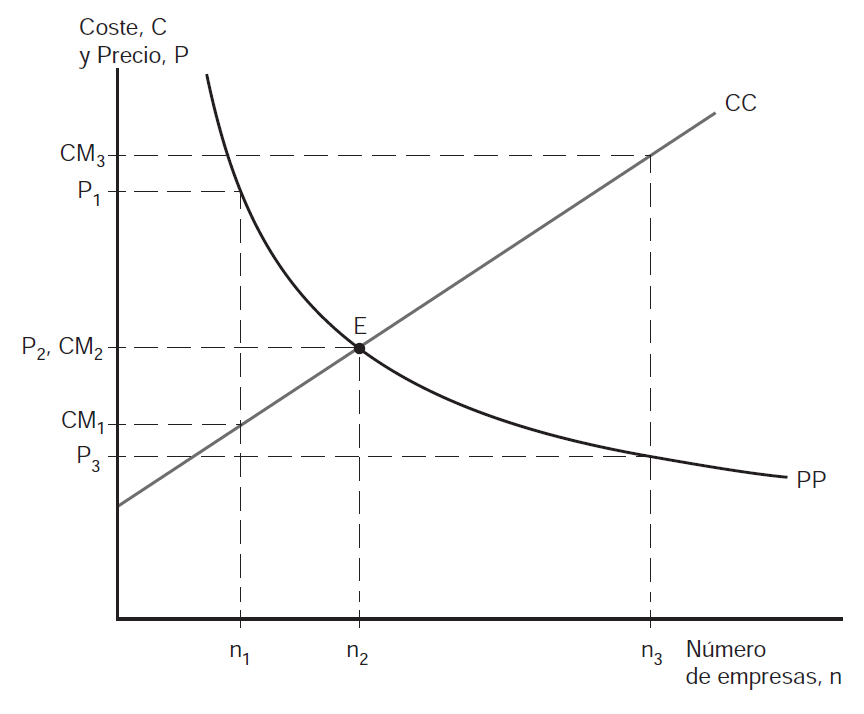 Coste, C
y Precio, P
CC
CM₃
P₁
E
P₂, CM₂
CM₁
P₃
PP
n₁
n₂
n₃
Número
de empresas, n